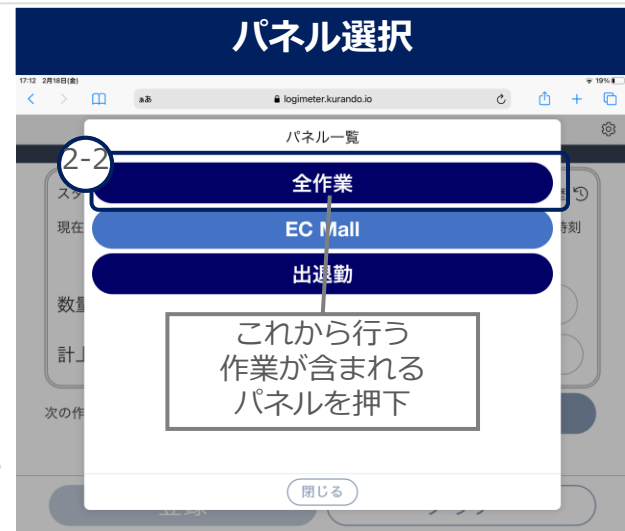 パネル選択
17:12 2月18日(金)
19%
ぁあ
logimeter.kurando.io
パネル一覧
2-2
全作業
スタ
現在
時刻
EC Mall
出退勤
数量
計上
これから行う
作業が含まれる
パネルを押下
次の作
閉じる